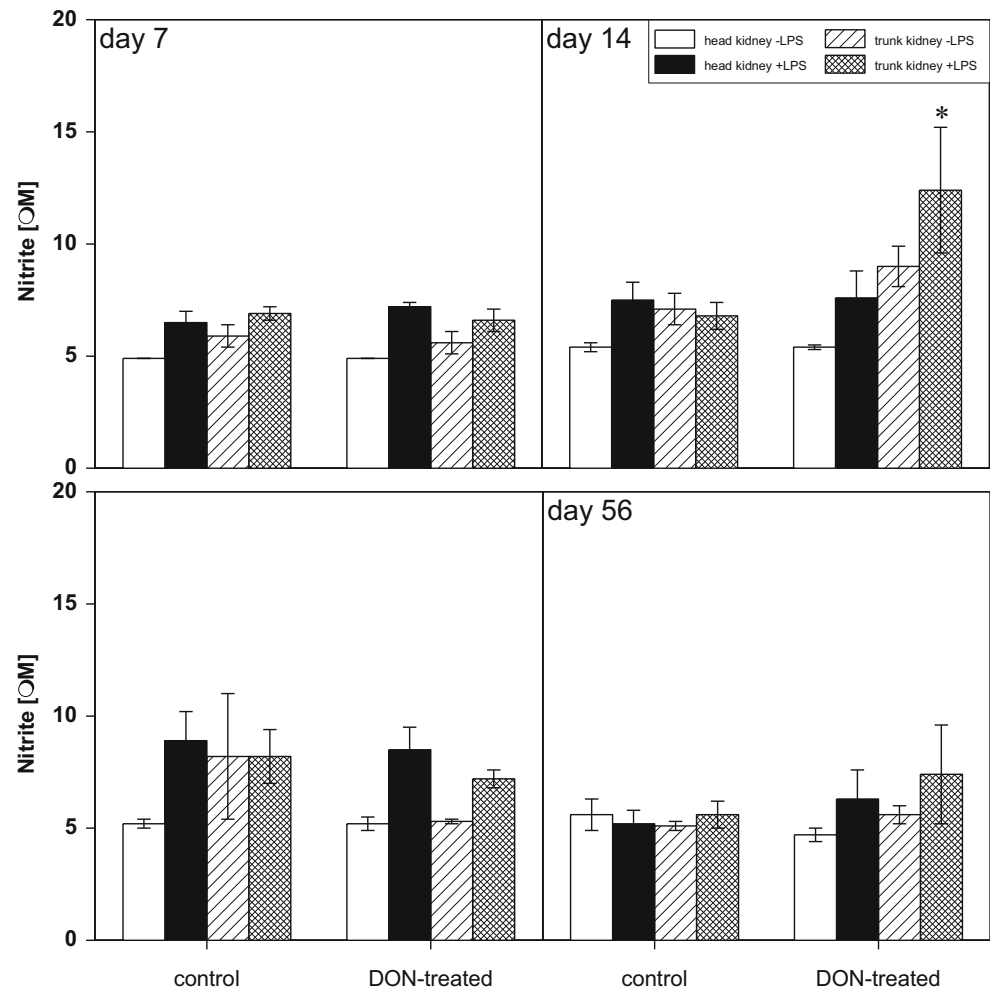 day 7
day 14
head kidney -LPS
trunk kidney -LPS
head kidney +LPS
trunk kidney +LPS
*
20
15
10
5
0
Nitrite [❍M]
day 56
20
15
10
5
0
Nitrite [❍M]
control
DON-treated
control
DON-treated